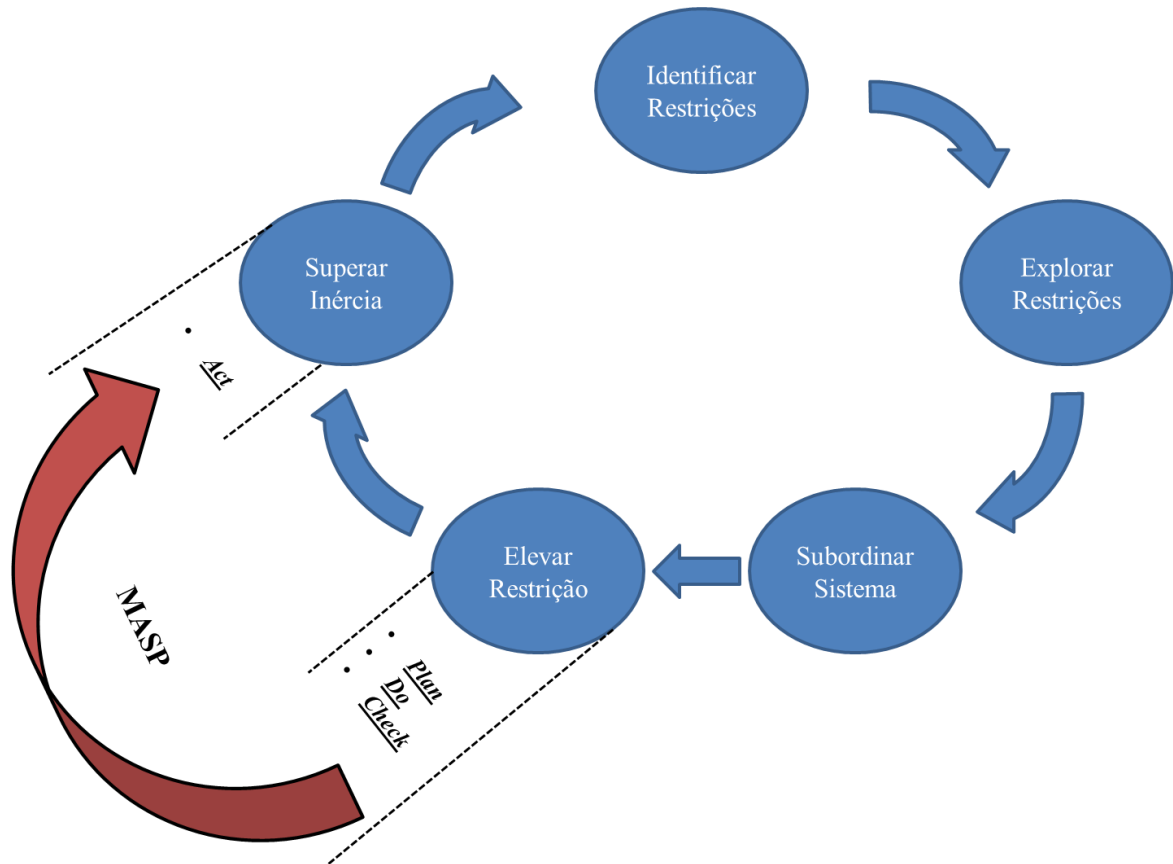 Identificar
Restrições
Explorar
Restrições
Subordinar
Sistema
Elevar
Restrição
Superar
Inércia
• Plan
• Do
• Check
• Act
MASP